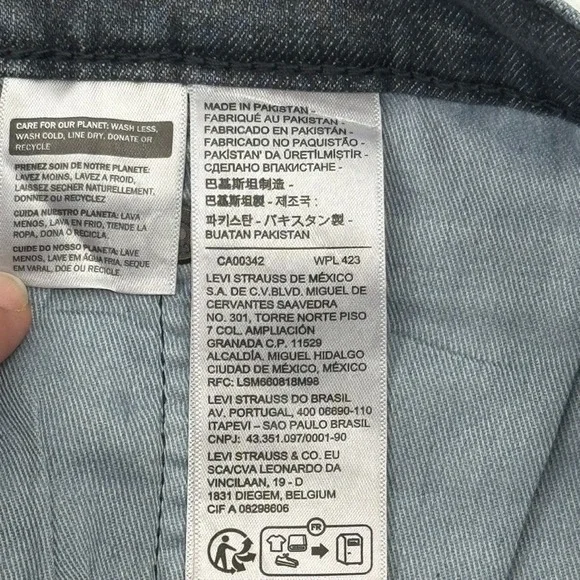 CARE FOR OUR PLANET: WASH LESS,
WASH COLD, LINE DRY, DONATE OR
RECYCLE
PRENEZ SOIN DE NOTRE PLANETE:
LAVEZ MOINS, LAVEZ A FROID,
LAISSEZ SECHER NATURELLEMENT.
DONNEZ OU RECYCLEZ
CUIDA NUESTRO PLANETA: LAVA
MENOS, LAVA EN FRIO, TIENDE LA
ROPA, DONA O RECICLA.
CUIDE DO NOSSO PLANETA: LAVE
MENOS, LAVE EM ÁGUA FRIA, SEQUE
EM VARAL, DOE OU RECICLE.
MADE IN PAKISTAN -
FABRIQUÉ AU PAKISTAN -
FABRICADO EN PAKISTÁN -
FABRICADO NO PAQUISTÃO -
PAKİSTAN' DA ÜRETİLMİŞTİR -
СДЕЛАНО ВПАКИСТАНЕ -
巴基斯坦制造 -
巴基斯坦製 - 제조국 :
파키스탄 - パキスタン製 -
BUATAN PAKISTAN
CA00342 WPL 423
LEVI STRAUSS DE MÉXICO
S.A. DE C.V.BLVD. MIGUEL DE
CERVANTES SAAVEDRA
NO. 301, TORRE NORTE PISO
7 COL. AMPLIACIÓN
GRANADA C.P. 11529
ALCALDÍA. MIGUEL HIDALGO
CIUDAD DE MÉXICO, MÉXICO
RFC: LSM660818M98
LEVI STRAUSS DO BRASIL
AV. PORTUGAL, 400 06690-110
ITAPEVI – SAO PAULO BRASIL
CNPJ: 43.351.097/0001-90
LEVI STRAUSS & CO. EU
SCA/CVA LEONARDO DA
VINCILAAN, 19 - D
1831 DIEGEM, BELGIUM
CIF A 08298606
FR